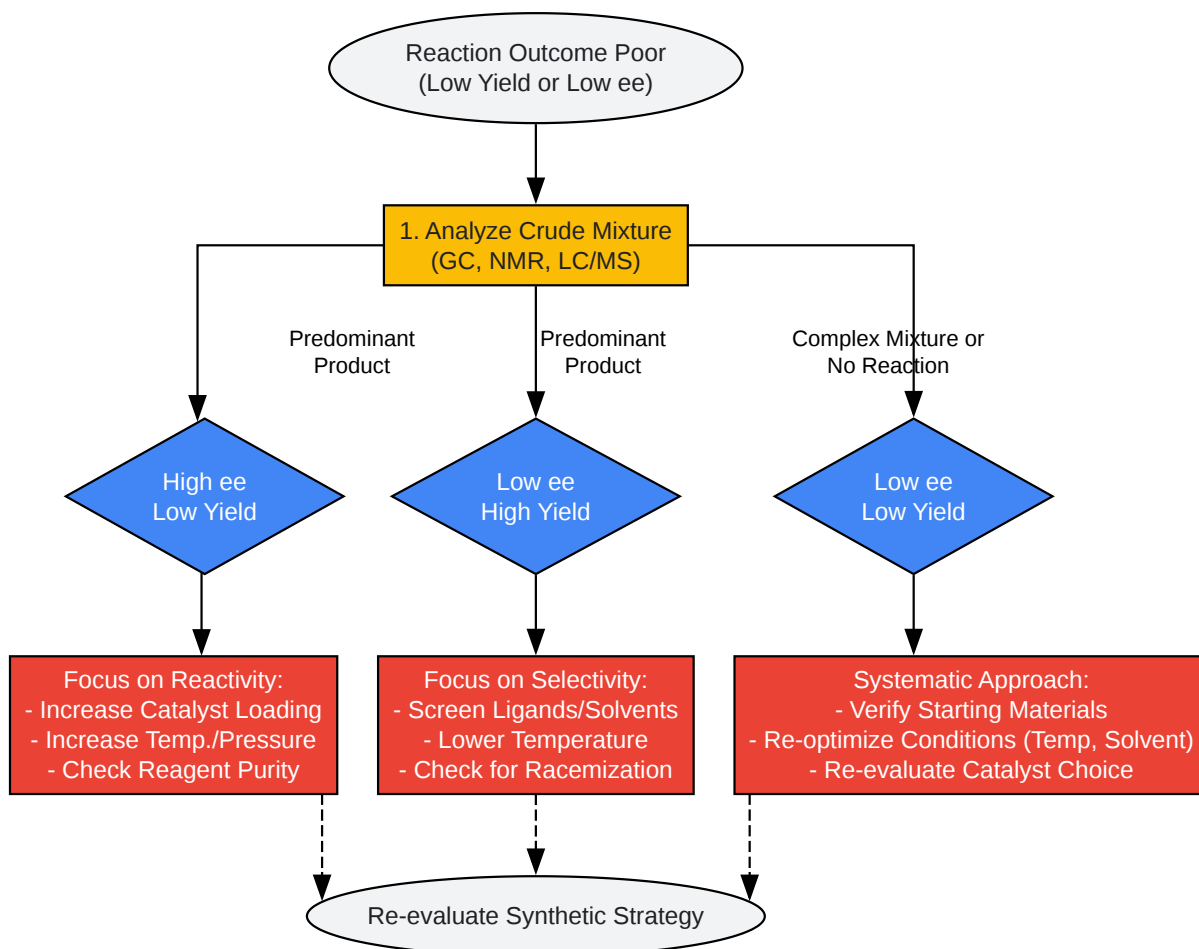 Reaction Outcome Poor
(Low Yield or Low ee)
1. Analyze Crude Mixture
(GC, NMR, LC/MS)
Predominant
Product
Predominant
Product
Complex Mixture or
No Reaction
High ee
Low Yield
Low ee
High Yield
Low ee
Low Yield
Focus on Reactivity:
- Increase Catalyst Loading
- Increase Temp./Pressure
- Check Reagent Purity
Focus on Selectivity:
- Screen Ligands/Solvents
- Lower Temperature
- Check for Racemization
Systematic Approach:
- Verify Starting Materials
- Re-optimize Conditions (Temp, Solvent)
- Re-evaluate Catalyst Choice
Re-evaluate Synthetic Strategy